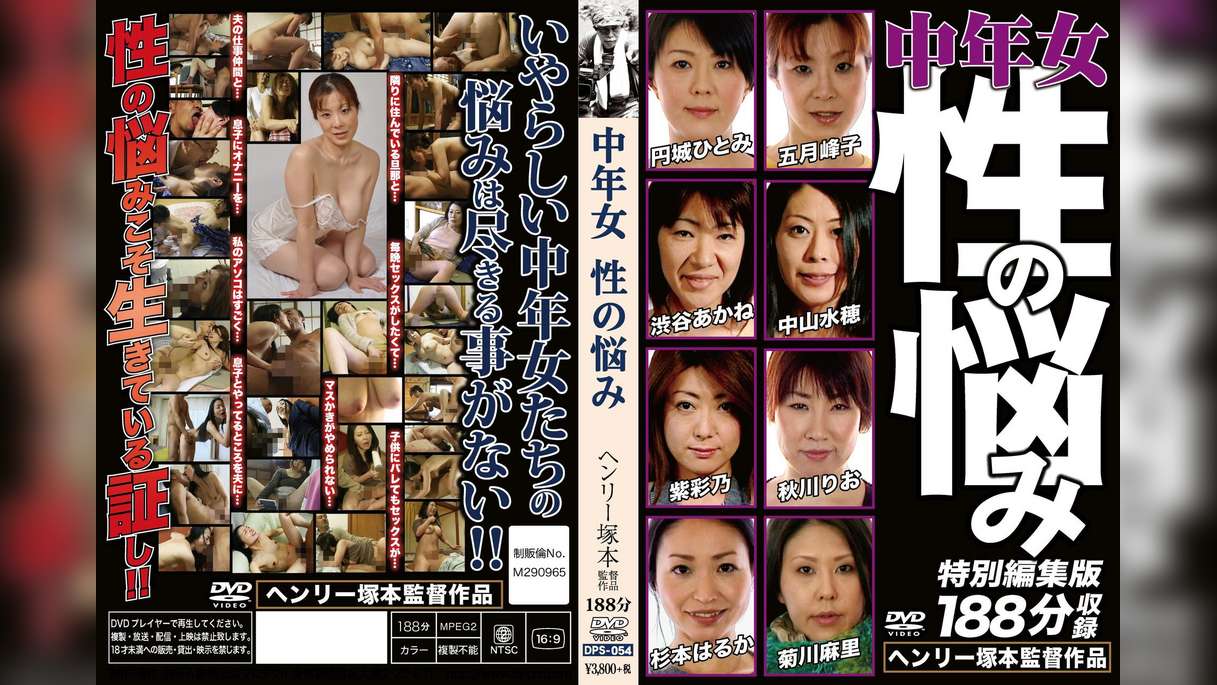 中年女
性の悩み
特別編集版
188分収録
DVD
VIDEO
ヘンリー塚本監督作品
円城ひとみ
五月峰子
渋谷あかね
中山水穂
紫彩乃
秋川りお
杉本はるか
菊川麻里
中年女 性の悩み
ヘンリー塚本
監督
作品
188分
DVD
VIDEO
DPS-054
¥3,800+税
いやらしい中年女たちの
悩みは尽きる事がない!!
性の悩みこそ生きている証し!!
夫の仕事仲間と…
息子にオナニーを…
私のアソコはすごく…
息子とやってるところを夫に…
隣りに住んでいる旦那と…
毎晩セックスがしたくて…
マスかきがやめられない…
子供にバレてもセックスが…
制販倫No.
M290965
DVD
VIDEO
ヘンリー塚本監督作品
DVDプレイヤーで再生してください。
複製・放送・配信・上映は禁止致します。
18才未満への販売・貸出・映示を禁じます。
188分
MPEG2
カラー
複製不能
NTSC
16:9